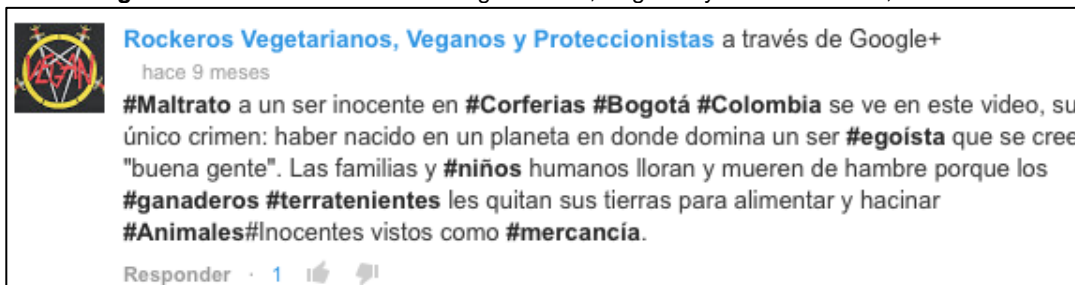 VEGAN
Rockeros Vegetarianos, Veganos y Proteccionistas a través de Google+
hace 9 meses
#Maltrato a un ser inocente en #Corferias #Bogotá #Colombia se ve en este video, su
único crimen: haber nacido en un planeta en donde domina un ser #egoísta que se cree
"buena gente". Las familias y #niños humanos lloran y mueren de hambre porque los
#ganaderos #terratenientes les quitan sus tierras para alimentar y hacinar
#Animales#Inocentes vistos como #mercancía.
Responder · 1